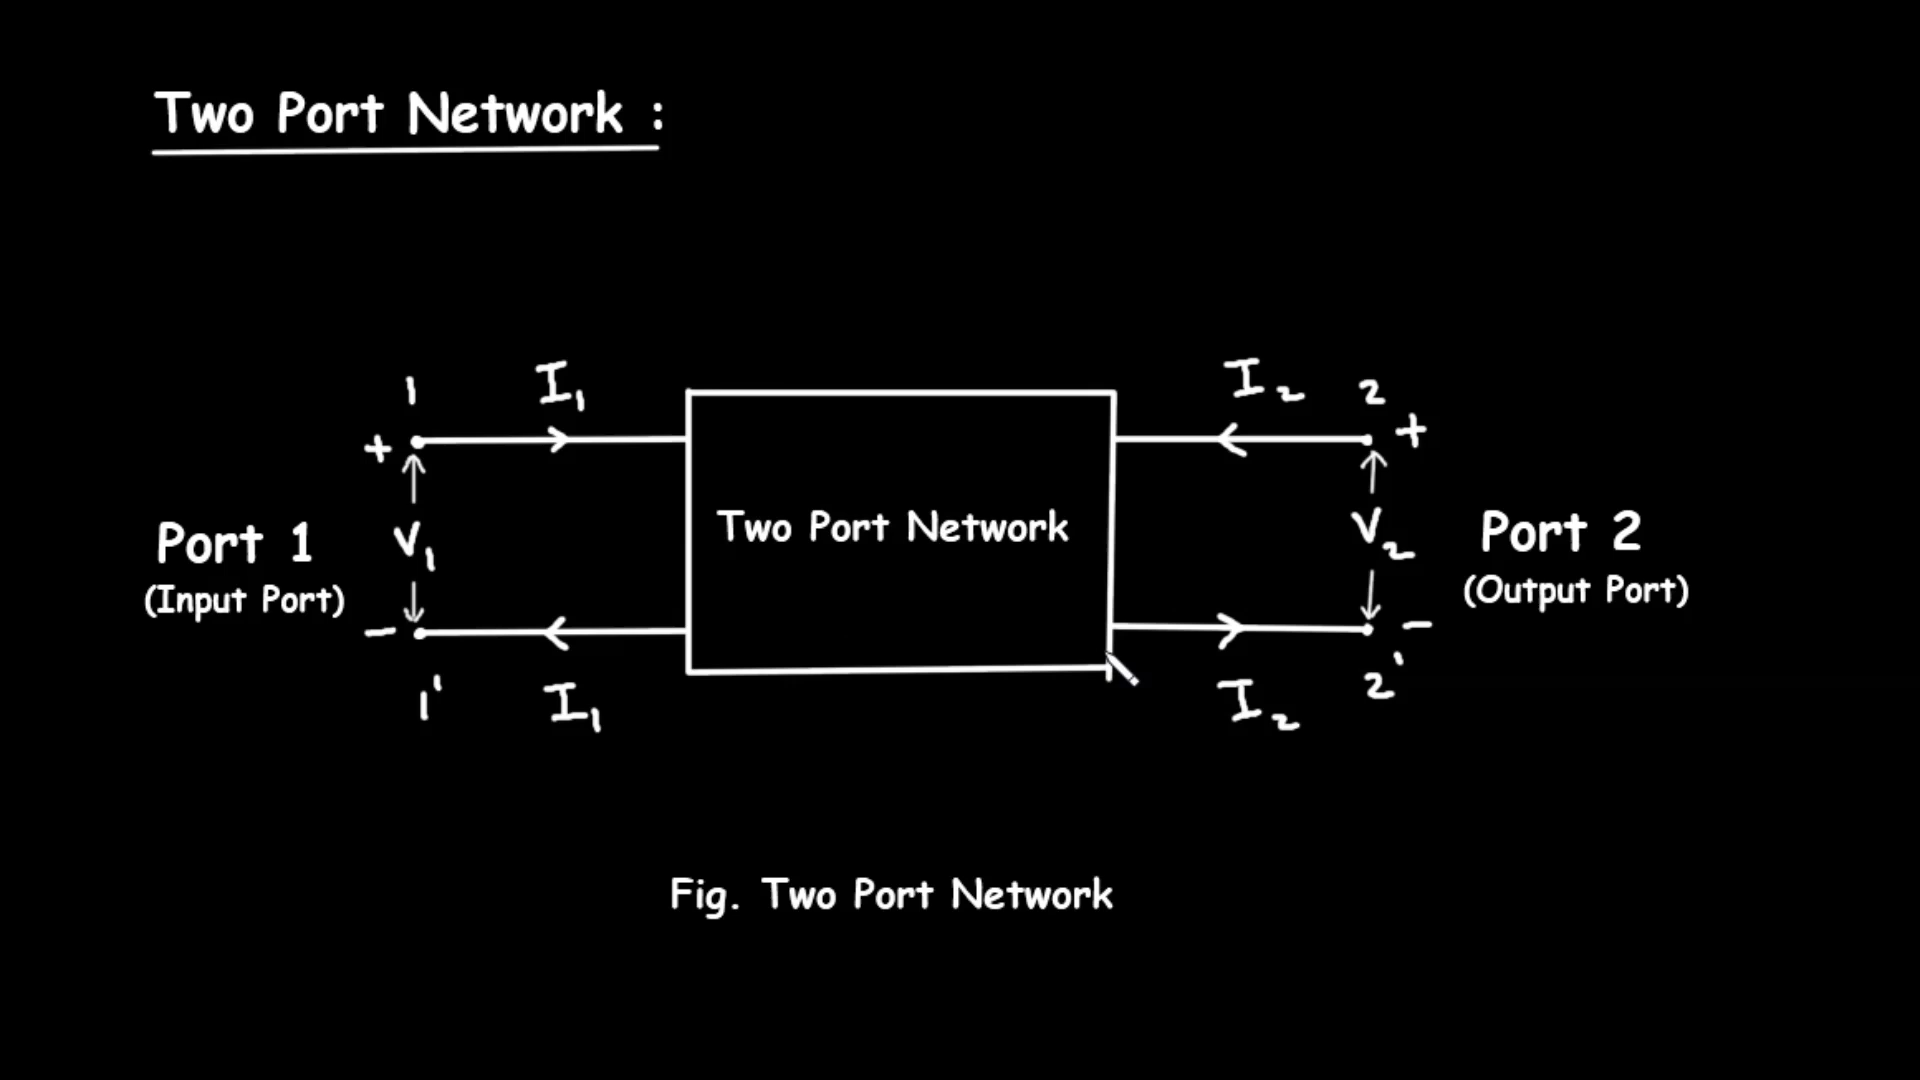 Two Port Network :
1 I₁ I₂ 2
+ +
Two Port Network
Port 1 V₁ V₂ Port 2
(Input Port) (Output Port)
- -
1' I₁ I₂ 2'
Fig. Two Port Network